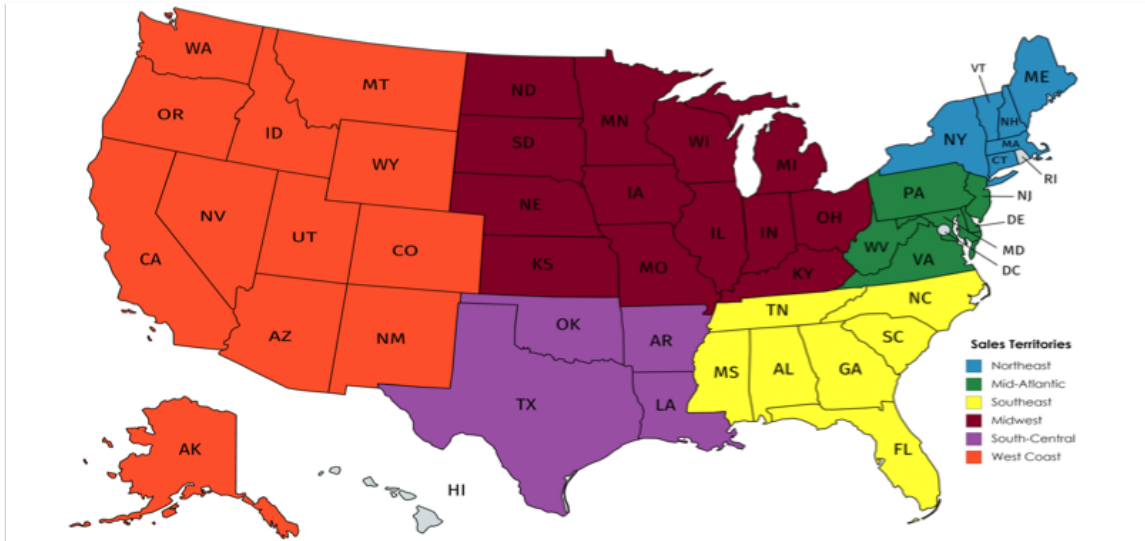 WA
MT
ND
MN
OR
ID
SD
WI
MI
WY
NE
IA
NV
UT
CO
CA
KS
MO
IL
IN
OH
KY
AZ
NM
OK
AR
TX
LA
TN
NC
SC
MS
AL
GA
FL
VT
ME
NH
NY
MA
CT
RI
PA
NJ
DE
MD
DC
WV
VA
AK
HI
Sales Territories
Northeast
Mid-Atlantic
Southeast
Midwest
South-Central
West Coast